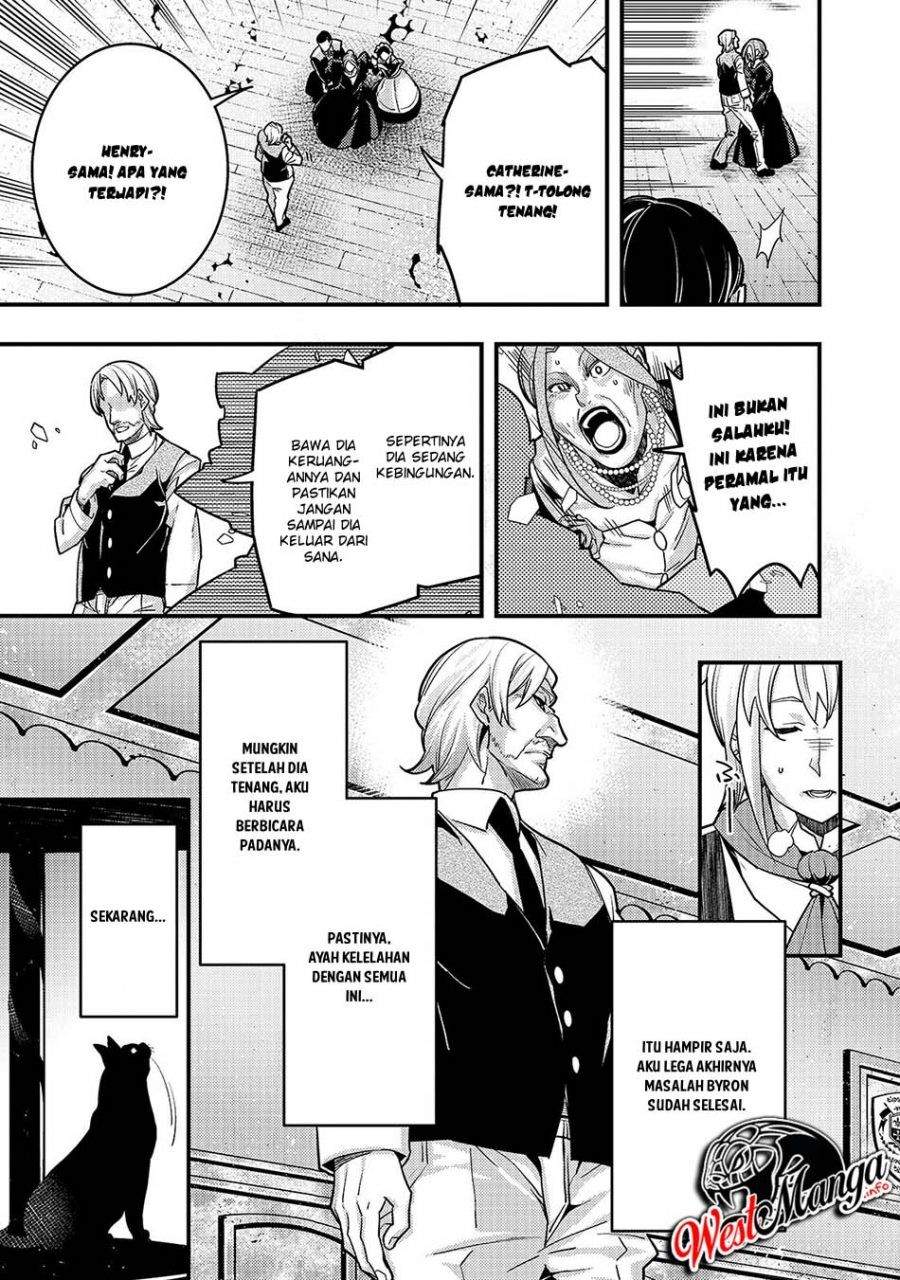 CATHERINE-
SAMA?! T-TOLONG
TENANG!
HENRY-
SAMA! APA YANG
TERJADI?!
INI BUKAN
SALAHKU!
INI KARENA
PERAMAL ITU
YANG...
SEPERTINYA
DIA SEDANG
KEBINGUNGAN.
BAWA DIA
KERUANG-
ANNYA DAN
PASTIKAN
JANGAN
SAMPAI DIA
KELUAR DARI
SANA.
ITU HAMPIR SAJA.
AKU LEGA AKHIRNYA
MASALAH BYRON
SUDAH SELESAI.
MUNGKIN
SETELAH DIA
TENANG, AKU
HARUS
BERBICARA
PADANYA.
PASTINYA,
AYAH KELELAHAN
DENGAN SEMUA
INI...
SEKARANG...
WestManga
.info